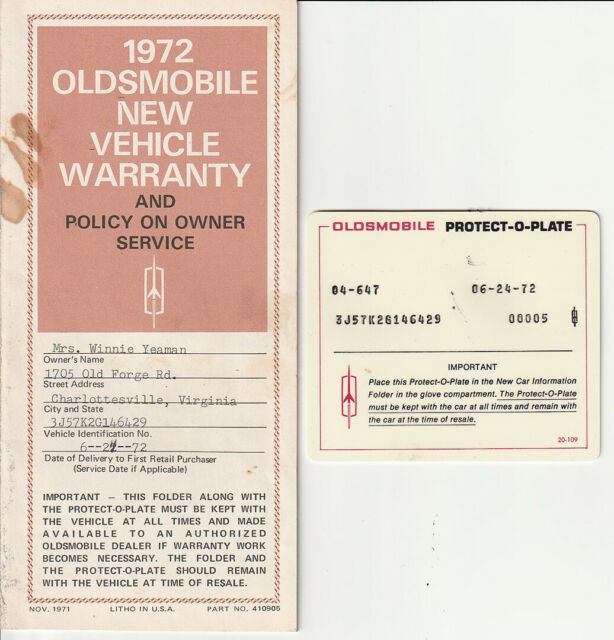 1972
OLDSMOBILE
NEW
VEHICLE
WARRANTY
AND
POLICY ON OWNER
SERVICE
Mrs. Winnie Yeaman
Owner's Name
1705 Old Forge Rd.
Street Address
Charlottesville, Virginia
City and State
3J57K2G146429
Vehicle Identification No.
6--24--72
Date of Delivery to First Retail Purchaser
(Service Date if Applicable)
IMPORTANT — THIS FOLDER ALONG WITH
THE PROTECT-O-PLATE MUST BE KEPT WITH
THE VEHICLE AT ALL TIMES AND MADE
AVAILABLE TO AN AUTHORIZED
OLDSMOBILE DEALER IF WARRANTY WORK
BECOMES NECESSARY. THE FOLDER AND
THE PROTECT-O-PLATE SHOULD REMAIN
WITH THE VEHICLE AT TIME OF RESALE.
NOV. 1971 LITHO IN U.S.A. PART NO. 410905
OLDSMOBILE PROTECT-O-PLATE
04-647 06-24-72
3J57K2G146429 00005
IMPORTANT
Place this Protect-O-Plate in the New Car Information
Folder in the glove compartment. The Protect-O-Plate
must be kept with the car at all times and remain with
the car at the time of resale.
20-109